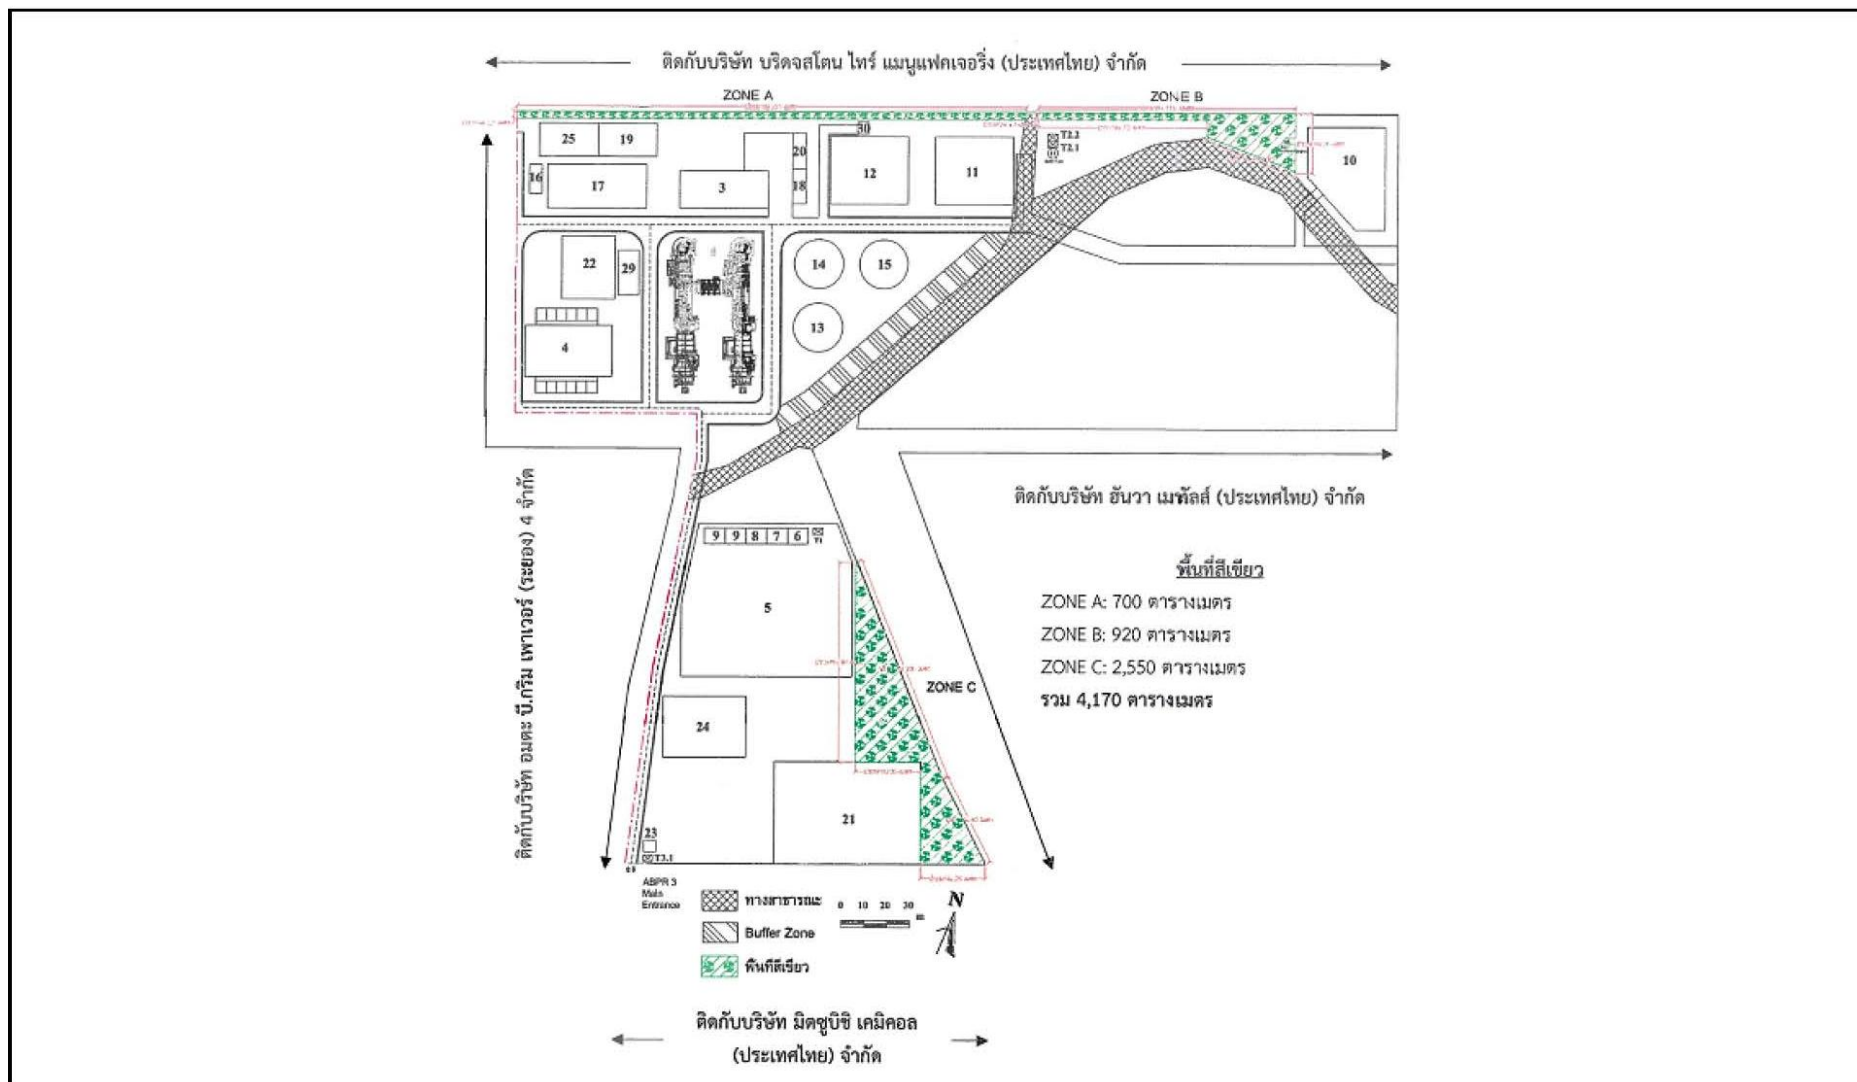 ติดกับบริษัท บริดจสโตน ไทร์ แมนูแฟคเจอริ่ง (ประเทศไทย) จำกัด
ZONE A
ZONE B
25
19
20
30
T2.2
T2.1
10
16
17
3
18
12
11
22
29
14
15
13
4
ติดกับบริษัท อมตะ บี.กริม เพาเวอร์ (ระยอง) 4 จำกัด
ติดกับบริษัท ฮันวา เมทัลส์ (ประเทศไทย) จำกัด
9 9 8 7 6
T1
5
พื้นที่สีเขียว
ZONE A: 700 ตารางเมตร
ZONE B: 920 ตารางเมตร
ZONE C: 2,550 ตารางเมตร
รวม 4,170 ตารางเมตร
ZONE C
24
21
23
T3.1
ABPR 3
Main
Entrance
ทางสาธารณะ
0 10 20 30
m
N
Buffer Zone
พื้นที่สีเขียว
ติดกับบริษัท มิตซูบิชิ เคมิคอล
(ประเทศไทย) จำกัด